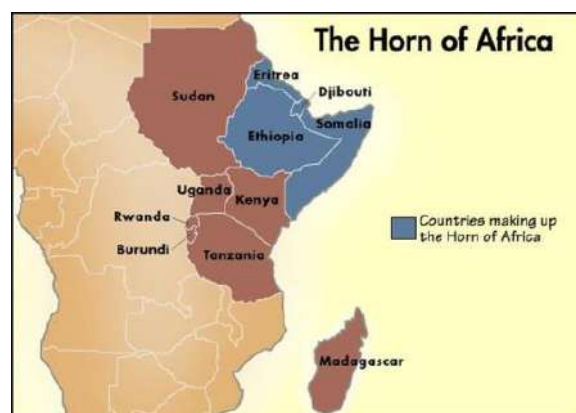 The Horn of Africa
Eritrea
Sudan
Djibouti
Somalia
Ethiopia
Uganda
Kenya
Rwanda
Burundi
Tanzania
Countries making up
the Horn of Africa
Madagascar